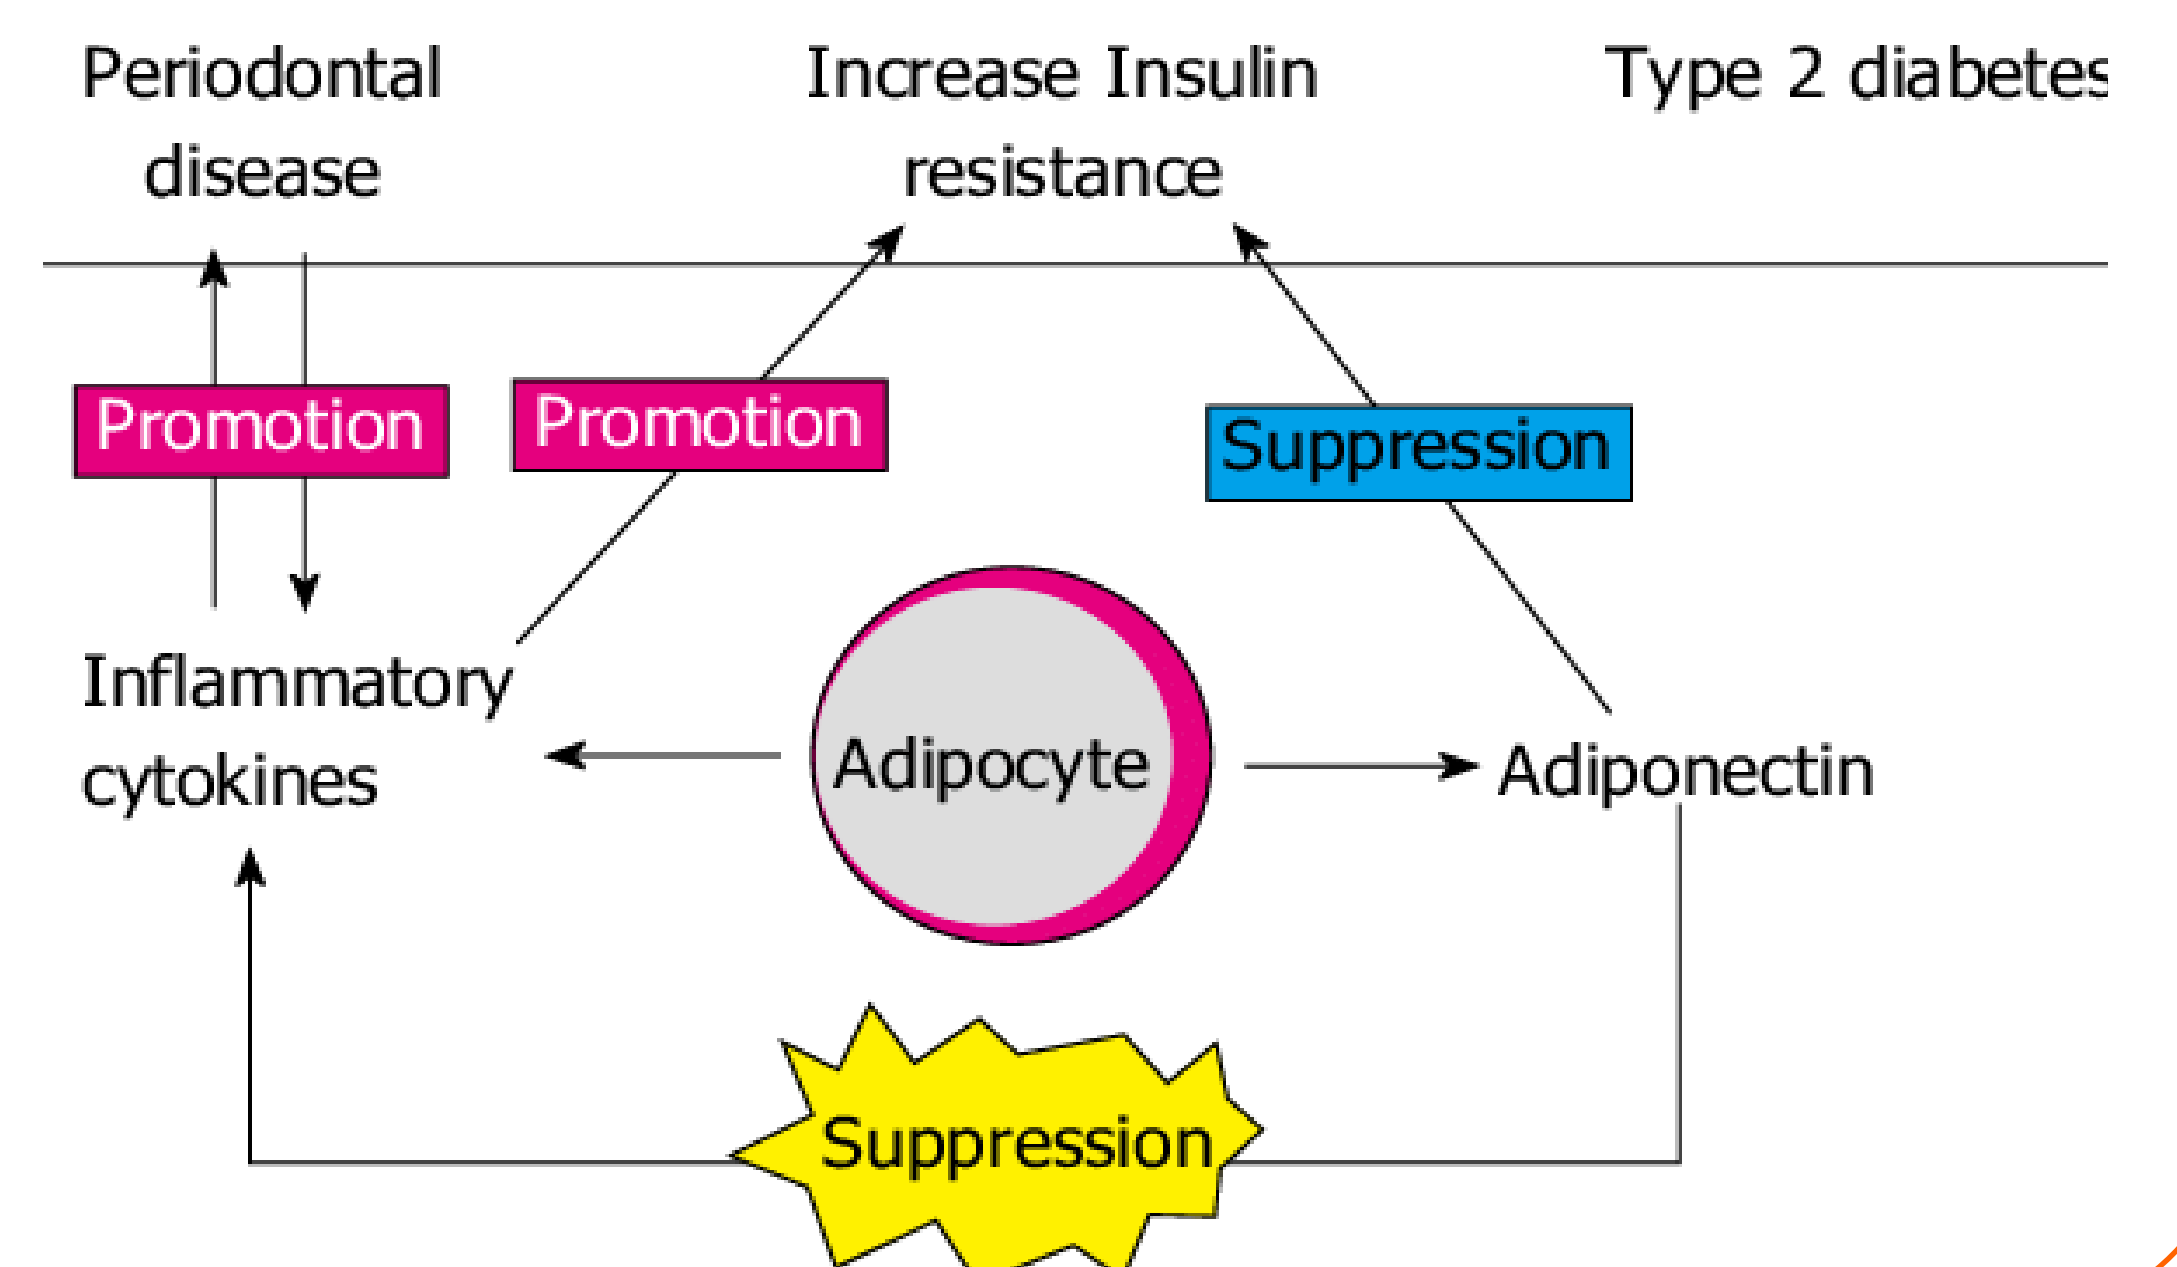 Periodontal
disease
Increase Insulin
resistance
Type 2 diabetes
Promotion
Promotion
Suppression
Inflammatory
cytokines
Adipocyte
Adiponectin
Suppression